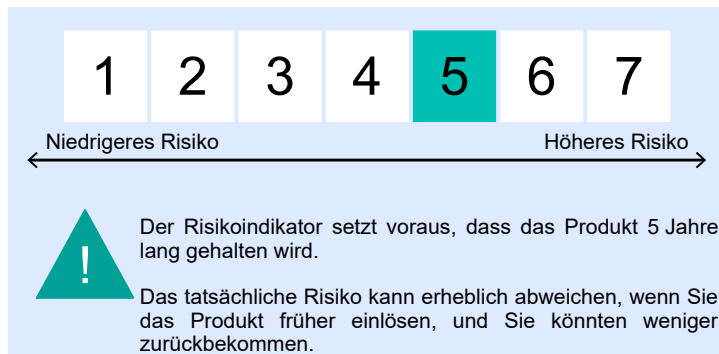 1 2 3 4 5 6 7
Niedrigeres Risiko Höheres Risiko
!
Der Risikoindikator setzt voraus, dass das Produkt 5 Jahre
lang gehalten wird.
Das tatsächliche Risiko kann erheblich abweichen, wenn Sie
das Produkt früher einlösen, und Sie könnten weniger
zurückbekommen.